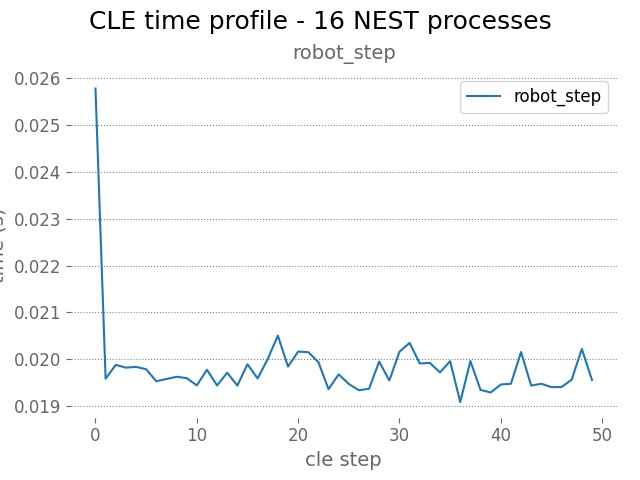 CLE time profile - 16 NEST processes
robot_step
robot_step
0.026
0.025
0.024
0.023
0.022
0.021
0.020
0.019
time (s)
0 10 20 30 40 50
cle step